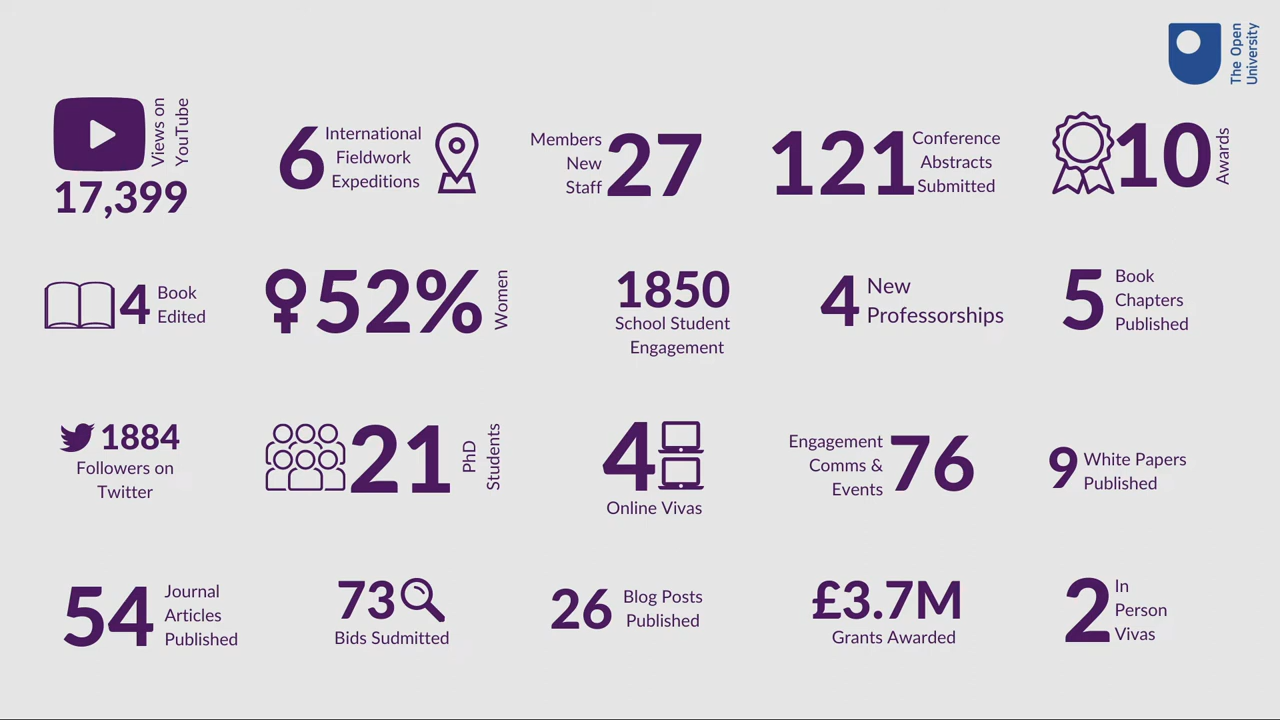 The Open
University
Views on
YouTube
17,399
6
International
Fieldwork
Expeditions
Members
New
Staff
27
121
Conference
Abstracts
Submitted
10
Awards
4
Book
Edited
52%
Women
1850
School Student
Engagement
4
New
Professorships
5
Book
Chapters
Published
1884
Followers on
Twitter
21
PhD
Students
4
Online Vivas
Engagement
Comms &
Events
76
9
White Papers
Published
54
Journal
Articles
Published
73
Bids Sudmitted
26
Blog Posts
Published
£3.7M
Grants Awarded
2
In
Person
Vivas